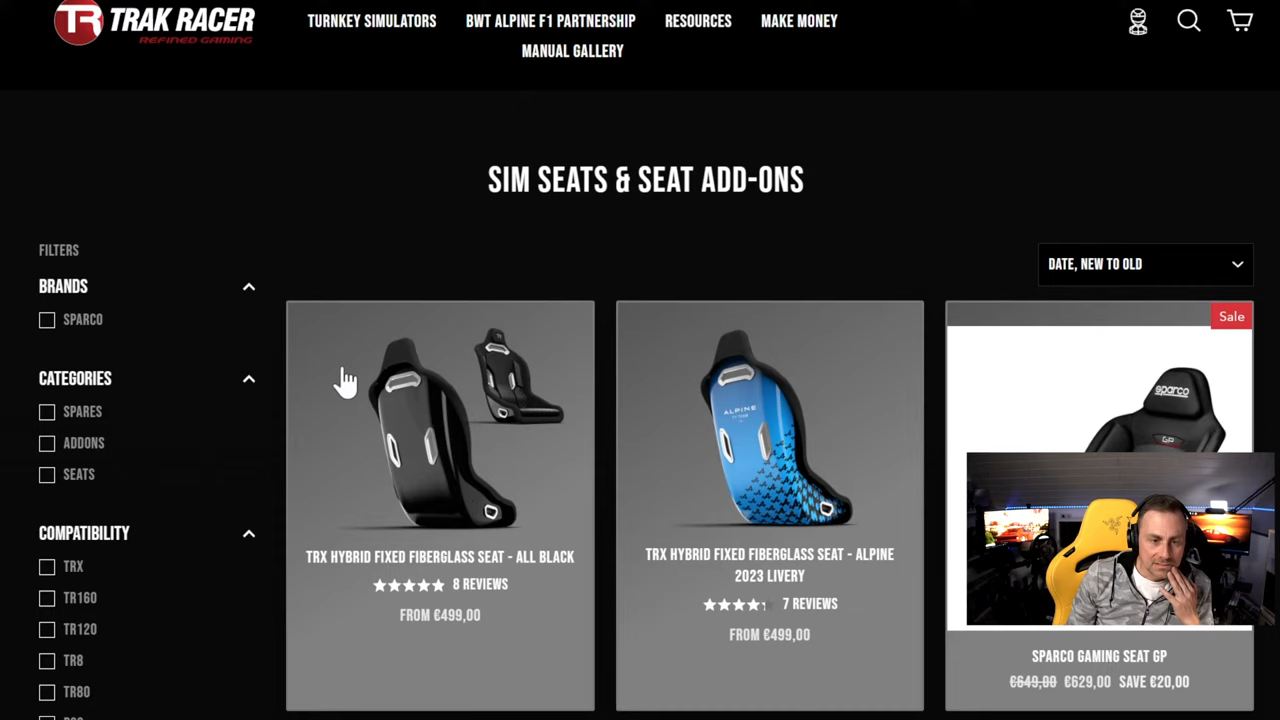 TR TRAK RACER
REFINED GAMING
TURNKEY SIMULATORS
BWT ALPINE F1 PARTNERSHIP
RESOURCES
MAKE MONEY
MANUAL GALLERY
SIM SEATS & SEAT ADD-ONS
FILTERS
DATE, NEW TO OLD
BRANDS
SPARCO
CATEGORIES
SPARES
ADDONS
SEATS
COMPATIBILITY
TRX
TR160
TR120
TR8
TR80
TRX HYBRID FIXED FIBERGLASS SEAT - ALL BLACK
8 REVIEWS
FROM €499,00
ALPINE
TRX HYBRID FIXED FIBERGLASS SEAT - ALPINE
2023 LIVERY
7 REVIEWS
FROM €499,00
Sale
sparco
GP
SPARCO GAMING SEAT GP
€649,00 €629,00 SAVE €20,00